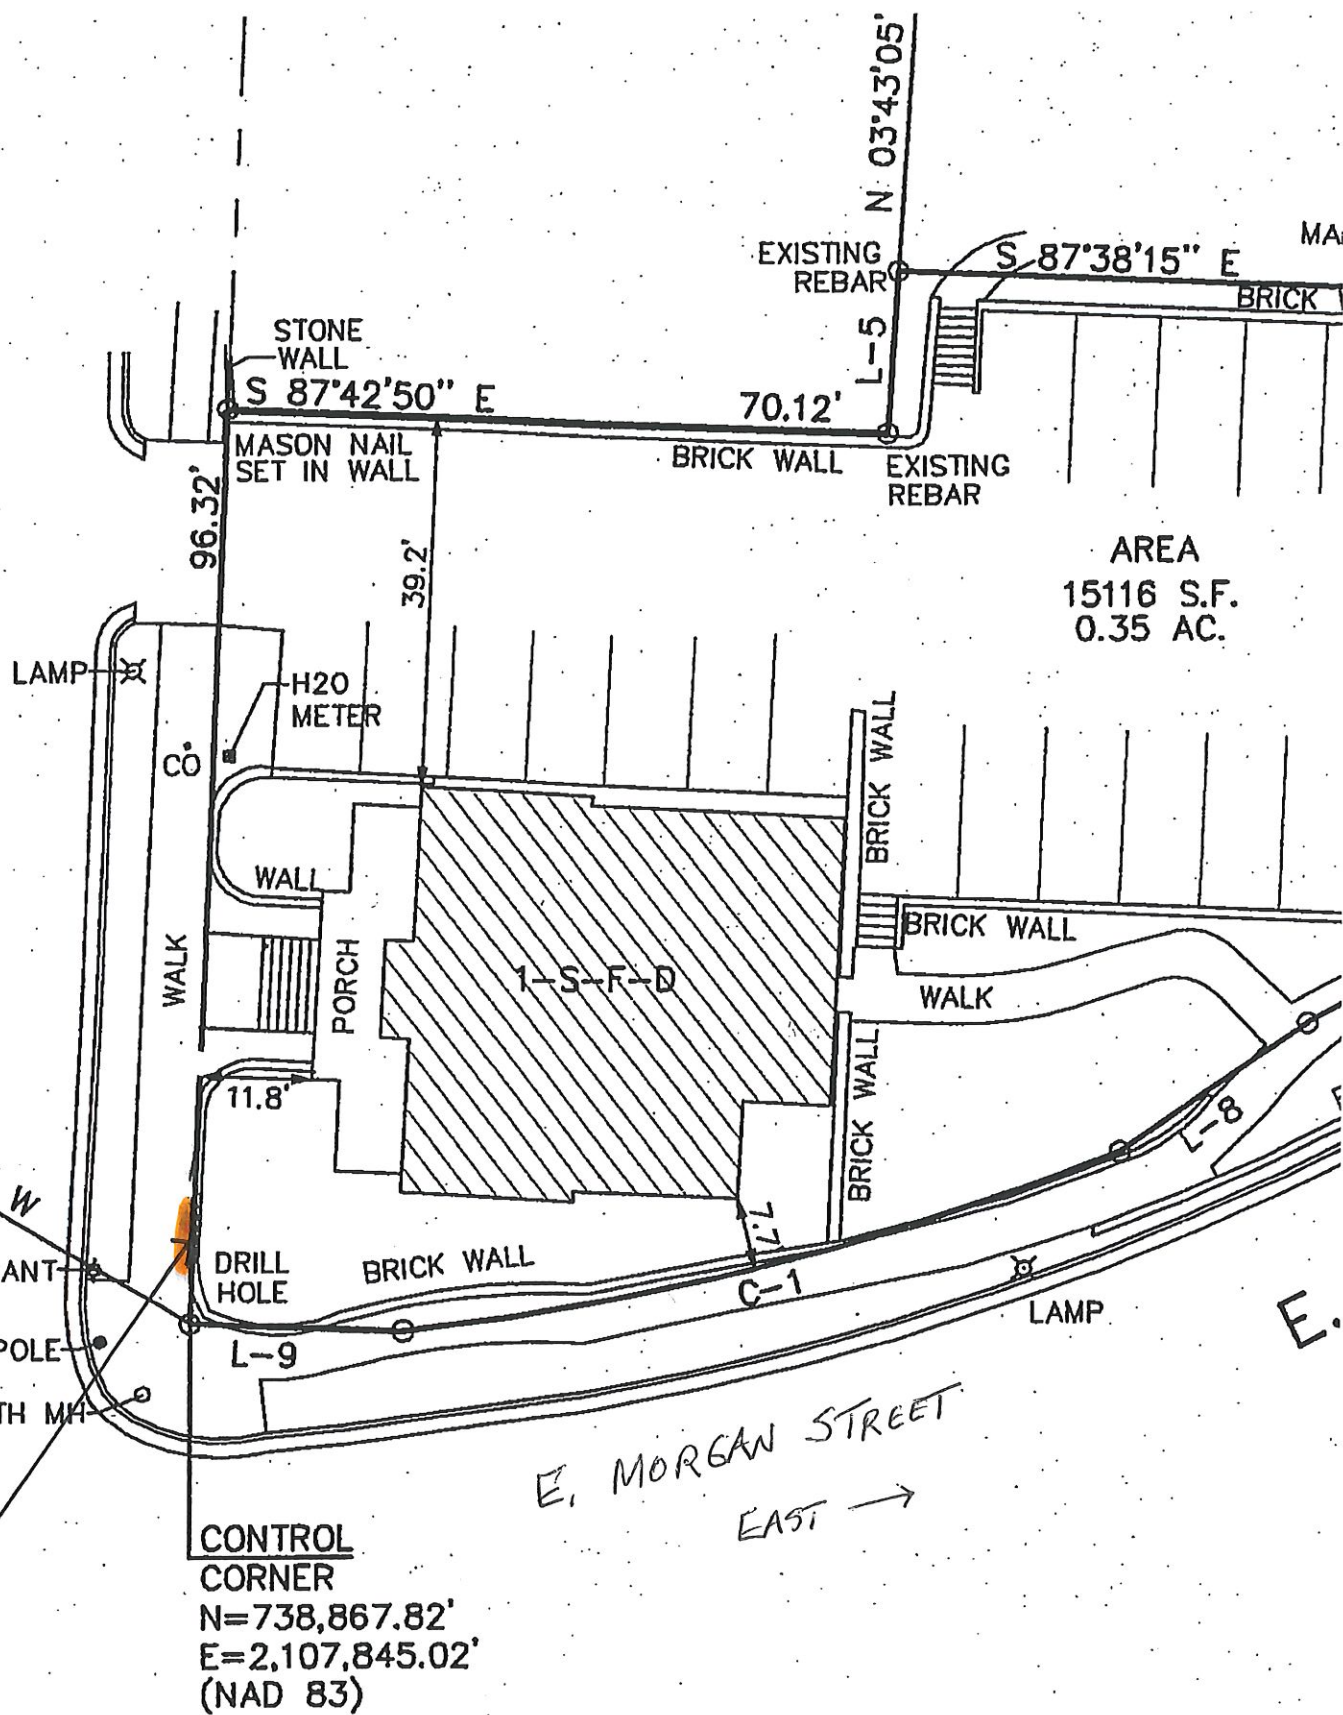 N 03°43'05"
EXISTING
REBAR
S 87°38'15" E
BRICK
STONE
WALL
L-5
S 87°42'50" E
70.12'
MASON NAIL
SET IN WALL
BRICK WALL
EXISTING
REBAR
96.32'
39.2'
AREA
15116 S.F.
0.35 AC.
LAMP
H20
METER
CO
BRICK WALL
WALL
BRICK WALL
WALK
PORCH
1-S-F-D
WALK
11.8'
BRICK WALL
L-8
W
7.7'
DRILL
HOLE
BRICK WALL
ANT
C-1
LAMP
E.
POLE
L-9
TH MH
E. MORGAN STREET
EAST →
CONTROL
CORNER
N=738,867.82'
E=2,107,845.02'
(NAD 83)